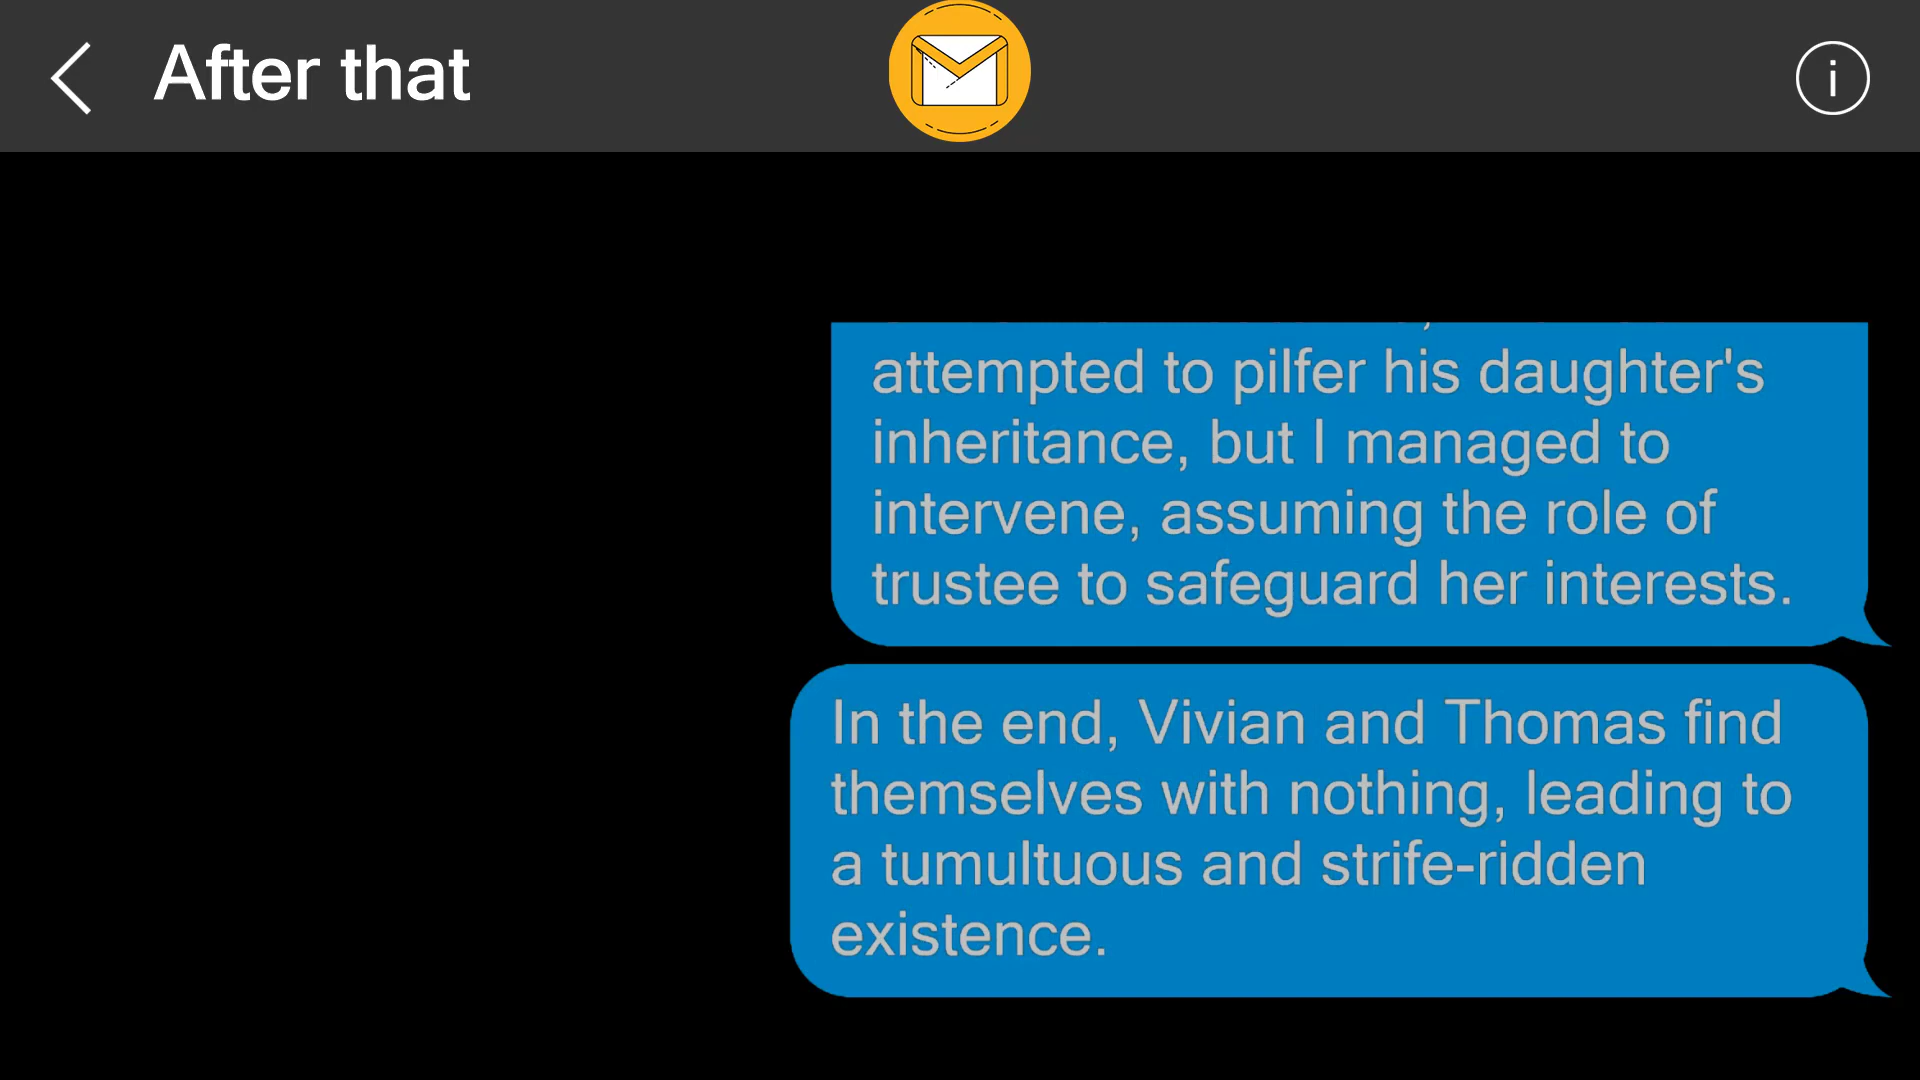 After that
attempted to pilfer his daughter's
inheritance, but I managed to
intervene, assuming the role of
trustee to safeguard her interests.
In the end, Vivian and Thomas find
themselves with nothing, leading to
a tumultuous and strife-ridden
existence.